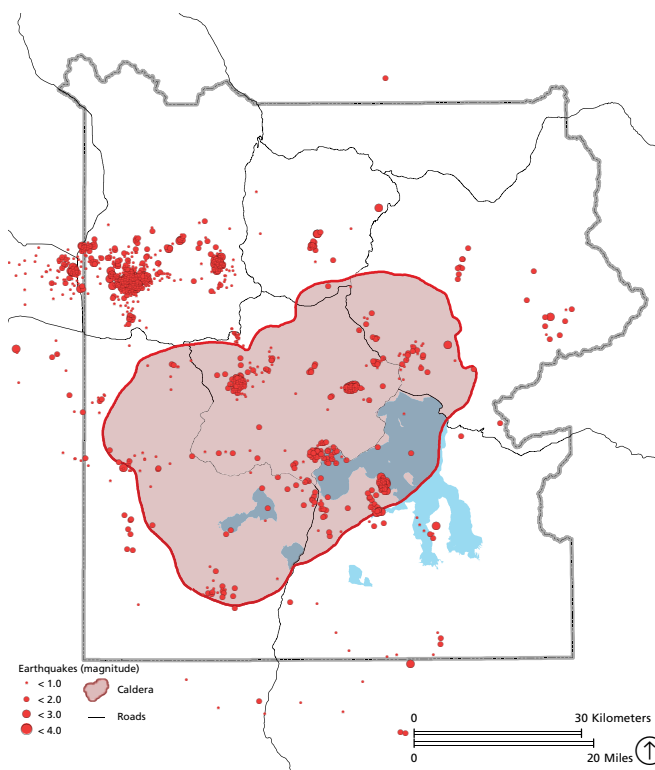 Earthquakes (magnitude)
< 1.0
< 2.0
< 3.0
< 4.0
Caldera
Roads
0 30 Kilometers
0 20 Miles